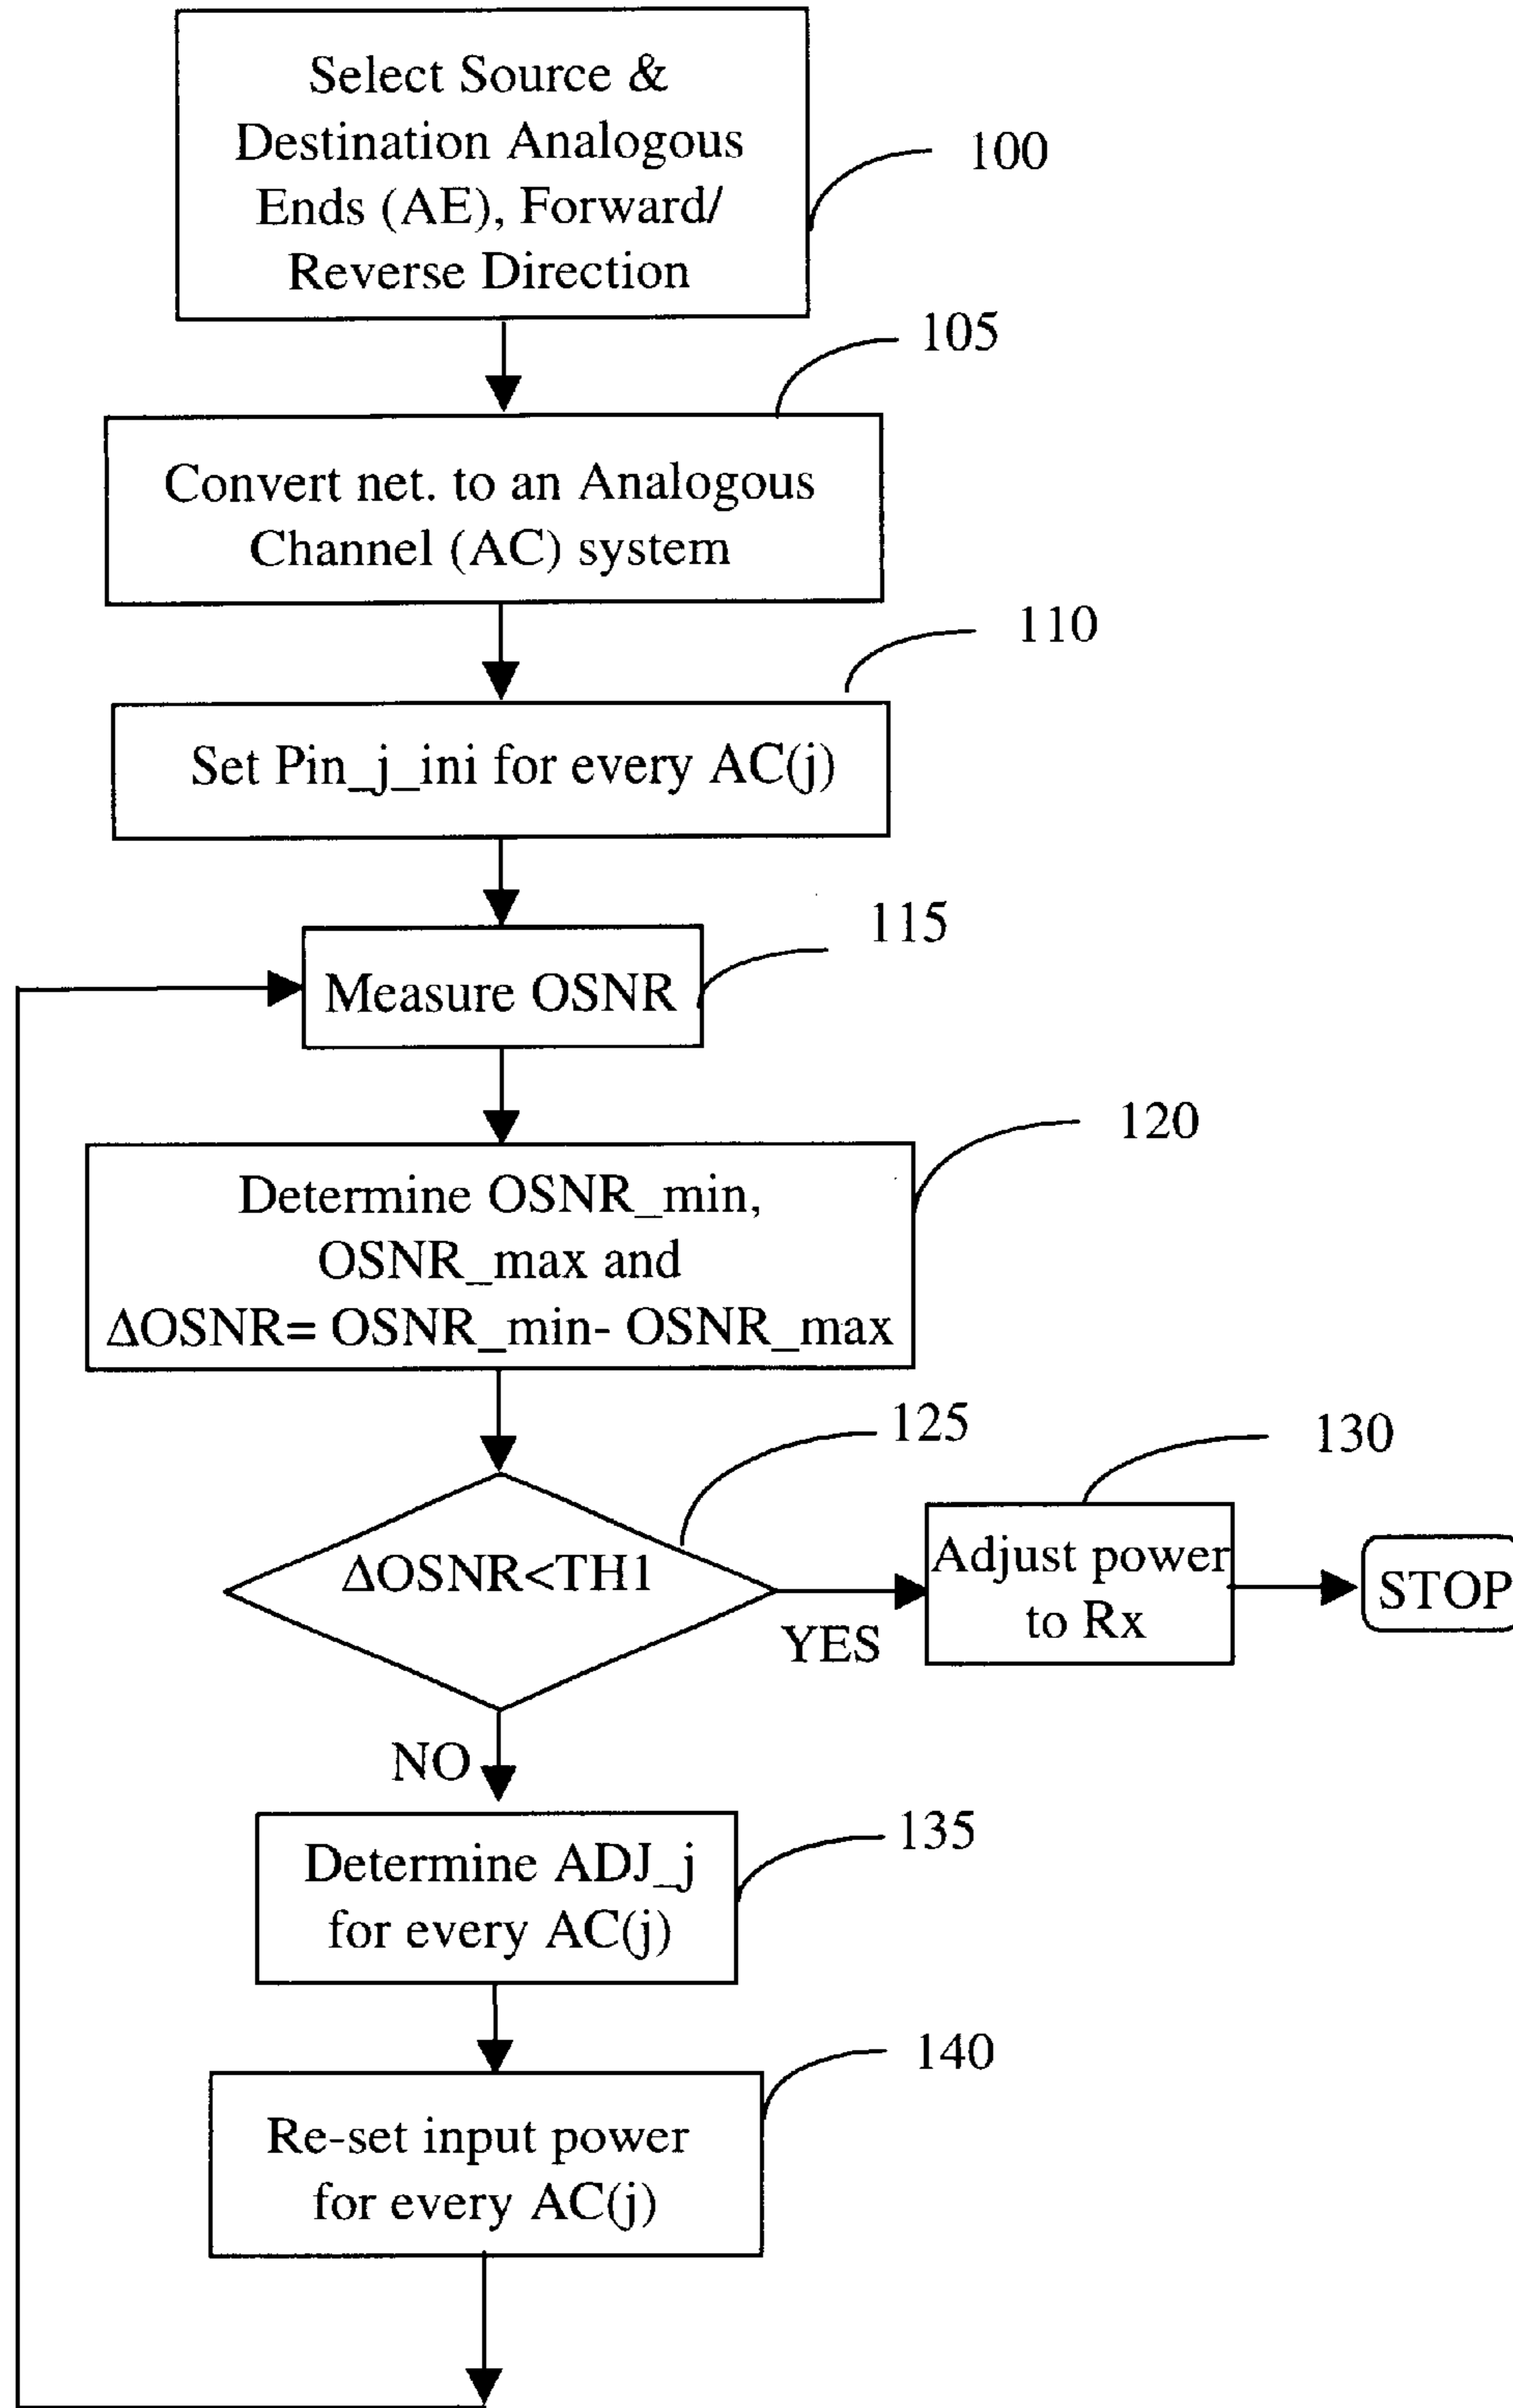 Select Source &
Destination Analogous
Ends (AE), Forward/
Reverse Direction
100
105
Convert net. to an Analogous
Channel (AC) system
110
Set Pin_j_ini for every AC(j)
115
Measure OSNR
120
Determine OSNR_min,
OSNR_max and
ΔOSNR= OSNR_min- OSNR_max
125
130
ΔOSNR<TH1
YES
Adjust power
to Rx
STOP
NO
135
Determine ADJ_j
for every AC(j)
140
Re-set input power
for every AC(j)